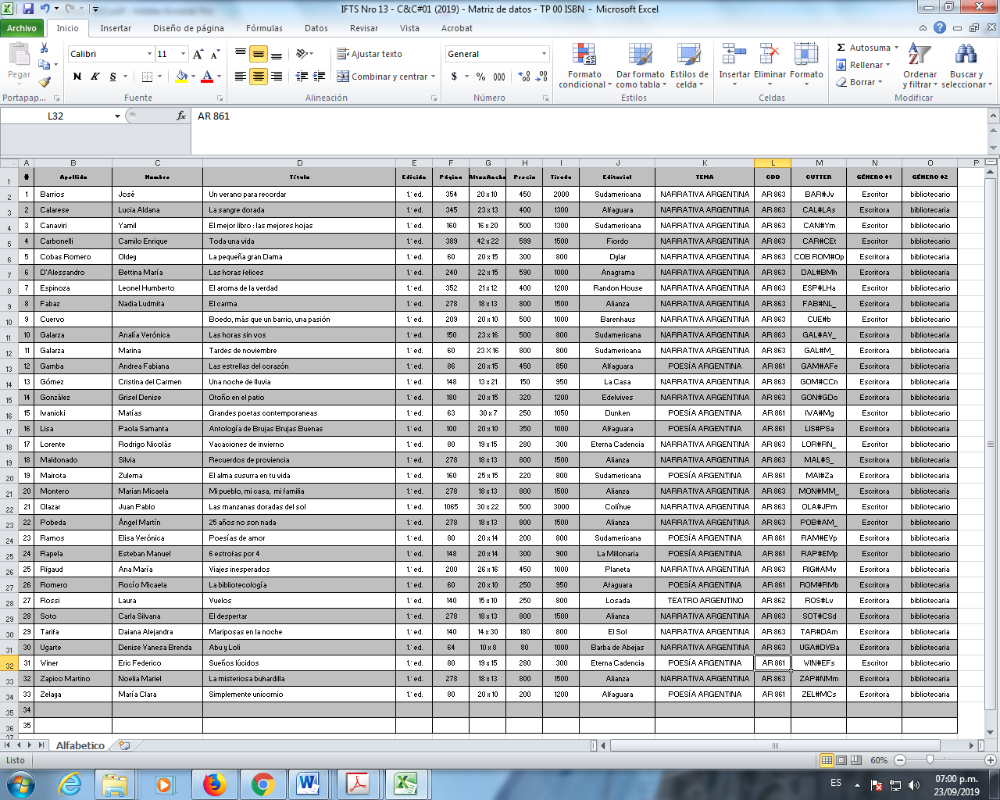 IFTS Nro 13 - C&C#01 (2019) - Matriz de datos - TP 00 ISBN - Microsoft Excel
Archivo Inicio Insertar Diseño de página Fórmulas Datos Revisar Vista Acrobat
Pegar Calibri 11 Ajustar texto General Formato condicional Dar formato como tabla Estilos de celda Insertar Eliminar Formato Autosuma Ordenar y filtrar Buscar y seleccionar
N K S Combinar y centrar $ % 000 Rellenar
Borrar
Portapap... Fuente Alineación Número Estilos Celdas Modificar
L32 fx AR 861
A B C D E F G H I J K L M N O P
1 # Apellido Nombre Título Edición Página AltuxAncho Precio Tirada Editorial TEMA CDD CUTTER GÉNERO #1 GÉNERO #2
2 1 Barrios José Un verano para recordar 1.° ed. 354 20 x 10 450 2000 Sudamericana NARRATIVA ARGENTINA AR 863 BAR#Jv Escritor bibliotecario
3 2 Calarese Lucia Aldana La sangre dorada 1.° ed. 345 23 x 13 400 1300 Alfaguara NARRATIVA ARGENTINA AR 863 CAL#LAs Escritora bibliotecaria
4 3 Canaviri Yamil El mejor libro : las mejores hojas 1.° ed. 160 16 x 20 500 1300 Sudamericana NARRATIVA ARGENTINA AR 863 CAN#Ym Escritor bibliotecario
5 4 Carbonelli Camilo Enrique Toda una vida 1.° ed. 389 42 x 22 599 1500 Fiordo NARRATIVA ARGENTINA AR 863 CAR#CEt Escritor bibliotecario
6 5 Cobas Romero Oldey La pequeña gran Dama 1.° ed. 60 20 x 15 300 800 Dylar NARRATIVA ARGENTINA AR 863 COB ROM#Op Escritora bibliotecaria
7 6 D'Alessandro Bettina María Las horas felices 1.° ed. 240 22 x 15 590 1000 Anagrama NARRATIVA ARGENTINA AR 863 DAL#BMh Escritora bibliotecaria
8 7 Espinoza Leonel Humberto El aroma de la verdad 1.° ed. 352 21 x 12 400 1200 Randon House NARRATIVA ARGENTINA AR 863 ESP#LHa Escritor bibliotecario
9 8 Fabaz Nadia Ludmita El carma 1.° ed. 278 18 x 13 800 1500 Alianza NARRATIVA ARGENTINA AR 863 FAB#NL_ Escritora bibliotecaria
10 9 Cuervo Boedo, más que un barrio, una pasión 1.° ed. 209 20 x 10 500 1000 Barenhaus NARRATIVA ARGENTINA AR 863 CUE#b Escritor bibliotecario
11 10 Galarza Analía Verónica Las horas sin vos 1.° ed. 150 23 x 16 500 1000 Sudamericana NARRATIVA ARGENTINA AR 863 GAL#AV_ Escritora bibliotecaria
12 11 Galarza Marina Tardes de noviembre 1.° ed. 60 23 X 16 800 800 Sudamericana NARRATIVA ARGENTINA AR 863 GAL#M_ Escritora bibliotecaria
13 12 Gamba Andrea Fabiana Las estrellas del corazón 1.° ed. 86 20 x 15 450 850 Alfaguara POESÍA ARGENTINA AR 861 GAM#AFe Escritora bibliotecaria
14 13 Gómez Cristina del Carmen Una noche de lluvia 1.° ed. 148 13 x 21 150 950 La Casa NARRATIVA ARGENTINA AR 863 GOM#CCn Escritora bibliotecaria
15 14 González Grisel Denise Otoño en el patio 1.° ed. 180 20 x 15 320 1200 Edelvives NARRATIVA ARGENTINA AR 863 GON#GDo Escritora bibliotecaria
16 15 Iwanicki Matías Grandes poetas contemporaneas 1.° ed. 63 30 x 7 250 1050 Dunken POESÍA ARGENTINA AR 861 IWA#Mg Escritor bibliotecario
17 16 Lisa Paola Samanta Antología de Brujas Brujas Buenas 1.° ed. 100 20 x 10 350 1000 Alfaguara POESÍA ARGENTINA AR 861 LIS#PSa Escritora bibliotecaria
18 17 Lorente Rodrigo Nicolás Vacaciones de invierno 1.° ed. 80 19 x 15 280 300 Eterna Cadencia NARRATIVA ARGENTINA AR 863 LOR#RN_ Escritor bibliotecario
19 18 Maldonado Silvia Recuerdos de proviencia 1.° ed. 278 18 x 13 800 1500 Alianza NARRATIVA ARGENTINA AR 863 MAL#S_ Escritora bibliotecaria
20 19 Mairota Zulema El alma susurra en tu vida 1.° ed. 160 25 x 15 220 800 Sudamericana POESÍA ARGENTINA AR 861 MAI#Za Escritora bibliotecaria
21 20 Montero Marian Micaela Mi pueblo, mi casa, mi familia 1.° ed. 278 18 x 13 800 1500 Alianza NARRATIVA ARGENTINA AR 863 MON#MM_ Escritora bibliotecaria
22 21 Olazar Juan Pablo Las manzanas doradas del sol 1.° ed. 1065 30 x 22 500 3000 Colihue NARRATIVA ARGENTINA AR 863 OLA#JPm Escritor bibliotecario
23 22 Pobeda Ángel Martín 25 años no son nada 1.° ed. 278 18 x 13 800 1500 Alianza NARRATIVA ARGENTINA AR 863 POB#AM_ Escritor bibliotecario
24 23 Ramos Elisa Verónica Poesías de amor 1.° ed. 80 20 x 14 200 800 Sudamericana POESÍA ARGENTINA AR 861 RAM#EVp Escritora bibliotecaria
25 24 Rapela Esteban Manuel 6 estrofas por 4 1.° ed. 148 20 x 14 300 900 La Millonaria POESÍA ARGENTINA AR 861 RAP#EMp Escritor bibliotecario
26 25 Rigaud Ana María Viajes inesperados 1.° ed. 200 26 x 16 450 1000 Planeta NARRATIVA ARGENTINA AR 863 RIG#AMv Escritora bibliotecaria
27 26 Romero Rocío Micaela La bibliotecología 1.° ed. 60 20 x 10 250 950 Afaguara POESÍA ARGENTINA AR 861 ROM#RMb Escritora bibliotecaria
28 27 Rossi Laura Vuelos 1.° ed. 140 15 x 10 250 800 Losada TEATRO ARGENTINO AR 862 ROS#Lv Escritora bibliotecaria
29 28 Soto Carla Silvana El despertar 1.° ed. 278 18 x 13 800 1500 Alianza NARRATIVA ARGENTINA AR 863 SOT#CSd Escritora bibliotecaria
30 29 Tarifa Daiana Alejandra Mariposas en la noche 1.° ed. 140 14 x 30 180 800 El Sol NARRATIVA ARGENTINA AR 863 TAR#DAm Escritora bibliotecaria
31 30 Ugarte Denise Vanesa Brenda Abu y Loli 1.° ed. 64 10 x 8 80 1000 Barba de Abejas NARRATIVA ARGENTINA AR 863 UGA#DVBa Escritora bibliotecaria
32 31 Winer Eric Federico Sueños lúcidos 1.° ed. 80 19 x 15 280 300 Eterna Cadencia POESÍA ARGENTINA AR 861 WIN#EFs Escritor bibliotecario
33 32 Zapico Martino Noelia Mariel La misteriosa buhardilla 1.° ed. 278 18 x 13 800 1500 Alianza NARRATIVA ARGENTINA AR 863 ZAP#NMm Escritora bibliotecaria
34 33 Zelaya María Clara Simplemente unicornio 1.° ed. 80 20 x 10 200 1200 Alfaguara POESÍA ARGENTINA AR 861 ZEL#MCs Escritora bibliotecaria
35 34
36 35
37
Alfabetico
Listo 60%
ES 07:00 p.m.
23/09/2019